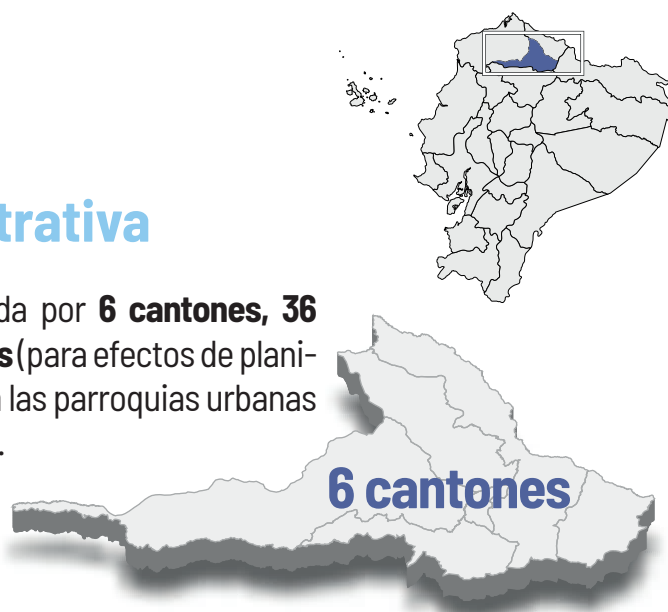 trativa
da por 6 cantones, 36
s (para efectos de plani-
las parroquias urbanas
.
6 cantones